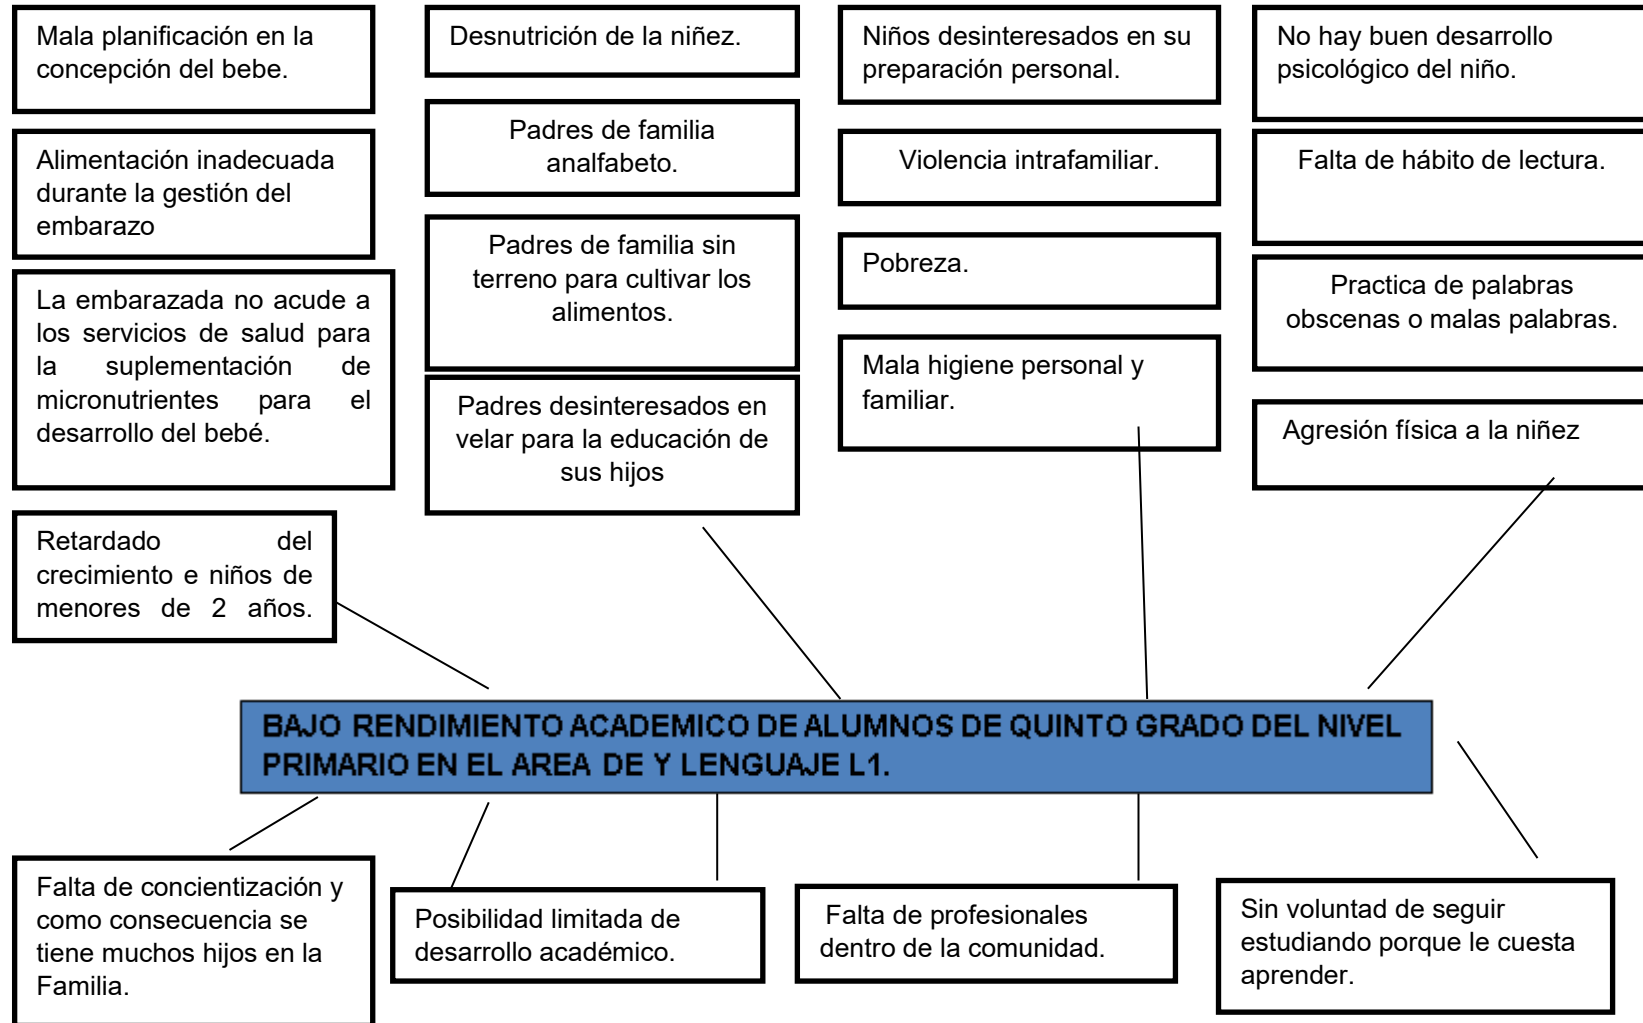 Mala planificación en la
concepción del bebe.
Alimentación inadecuada
durante la gestión del
embarazo
La embarazada no acude a
los servicios de salud para
la suplementación de
micronutrientes para el
desarrollo del bebé.
Retardado del
crecimiento e niños de
menores de 2 años.
Desnutrición de la niñez.
Padres de familia
analfabeto.
Padres de familia sin
terreno para cultivar los
alimentos.
Padres desinteresados en
velar para la educación de
sus hijos
Niños desinteresados en su
preparación personal.
Violencia intrafamiliar.
Pobreza.
Mala higiene personal y
familiar.
No hay buen desarrollo
psicológico del niño.
Falta de hábito de lectura.
Practica de palabras
obscenas o malas palabras.
Agresión física a la niñez
BAJO RENDIMIENTO ACADEMICO DE ALUMNOS DE QUINTO GRADO DEL NIVEL
PRIMARIO EN EL AREA DE Y LENGUAJE L1.
Falta de concientización y
como consecuencia se
tiene muchos hijos en la
Familia.
Posibilidad limitada de
desarrollo académico.
Falta de profesionales
dentro de la comunidad.
Sin voluntad de seguir
estudiando porque le cuesta
aprender.